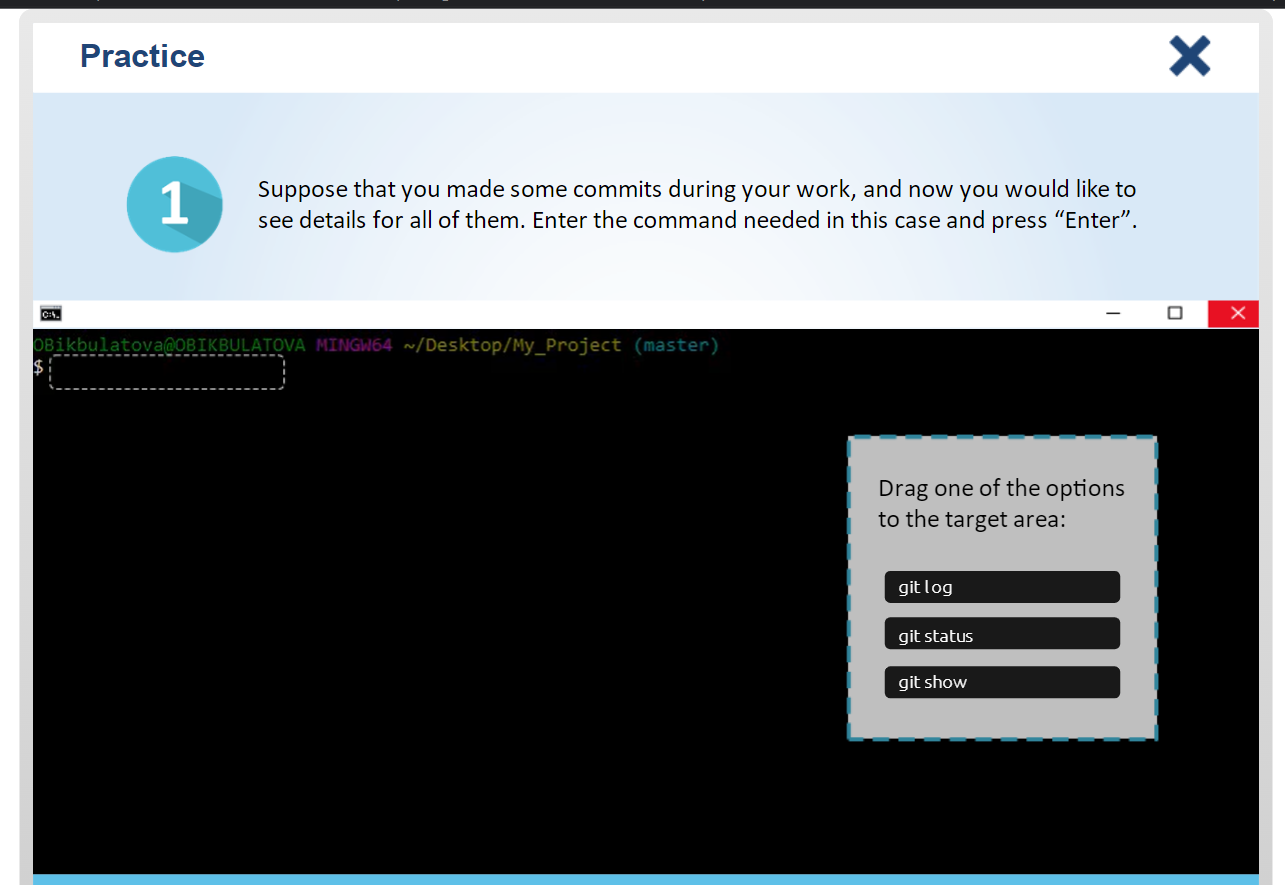 Practice
1
Suppose that you made some commits during your work, and now you would like to
see details for all of them. Enter the command needed in this case and press “Enter”.
C:\_
OBikbulatova@OBIKBULATOVA MINGW64 ~/Desktop/My_Project (master)
$
Drag one of the options
to the target area:
git log
git status
git show